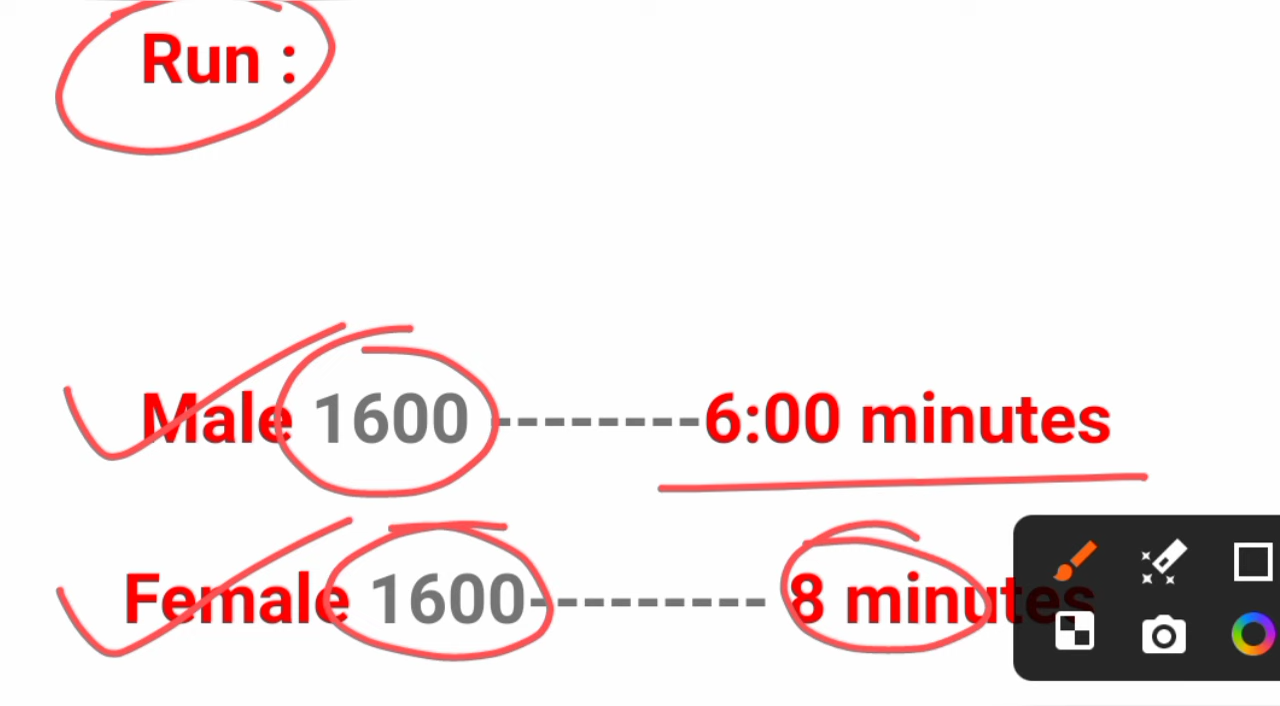 Run :
Male 1600 --------6:00 minutes
Female 1600--------- 8 minutes